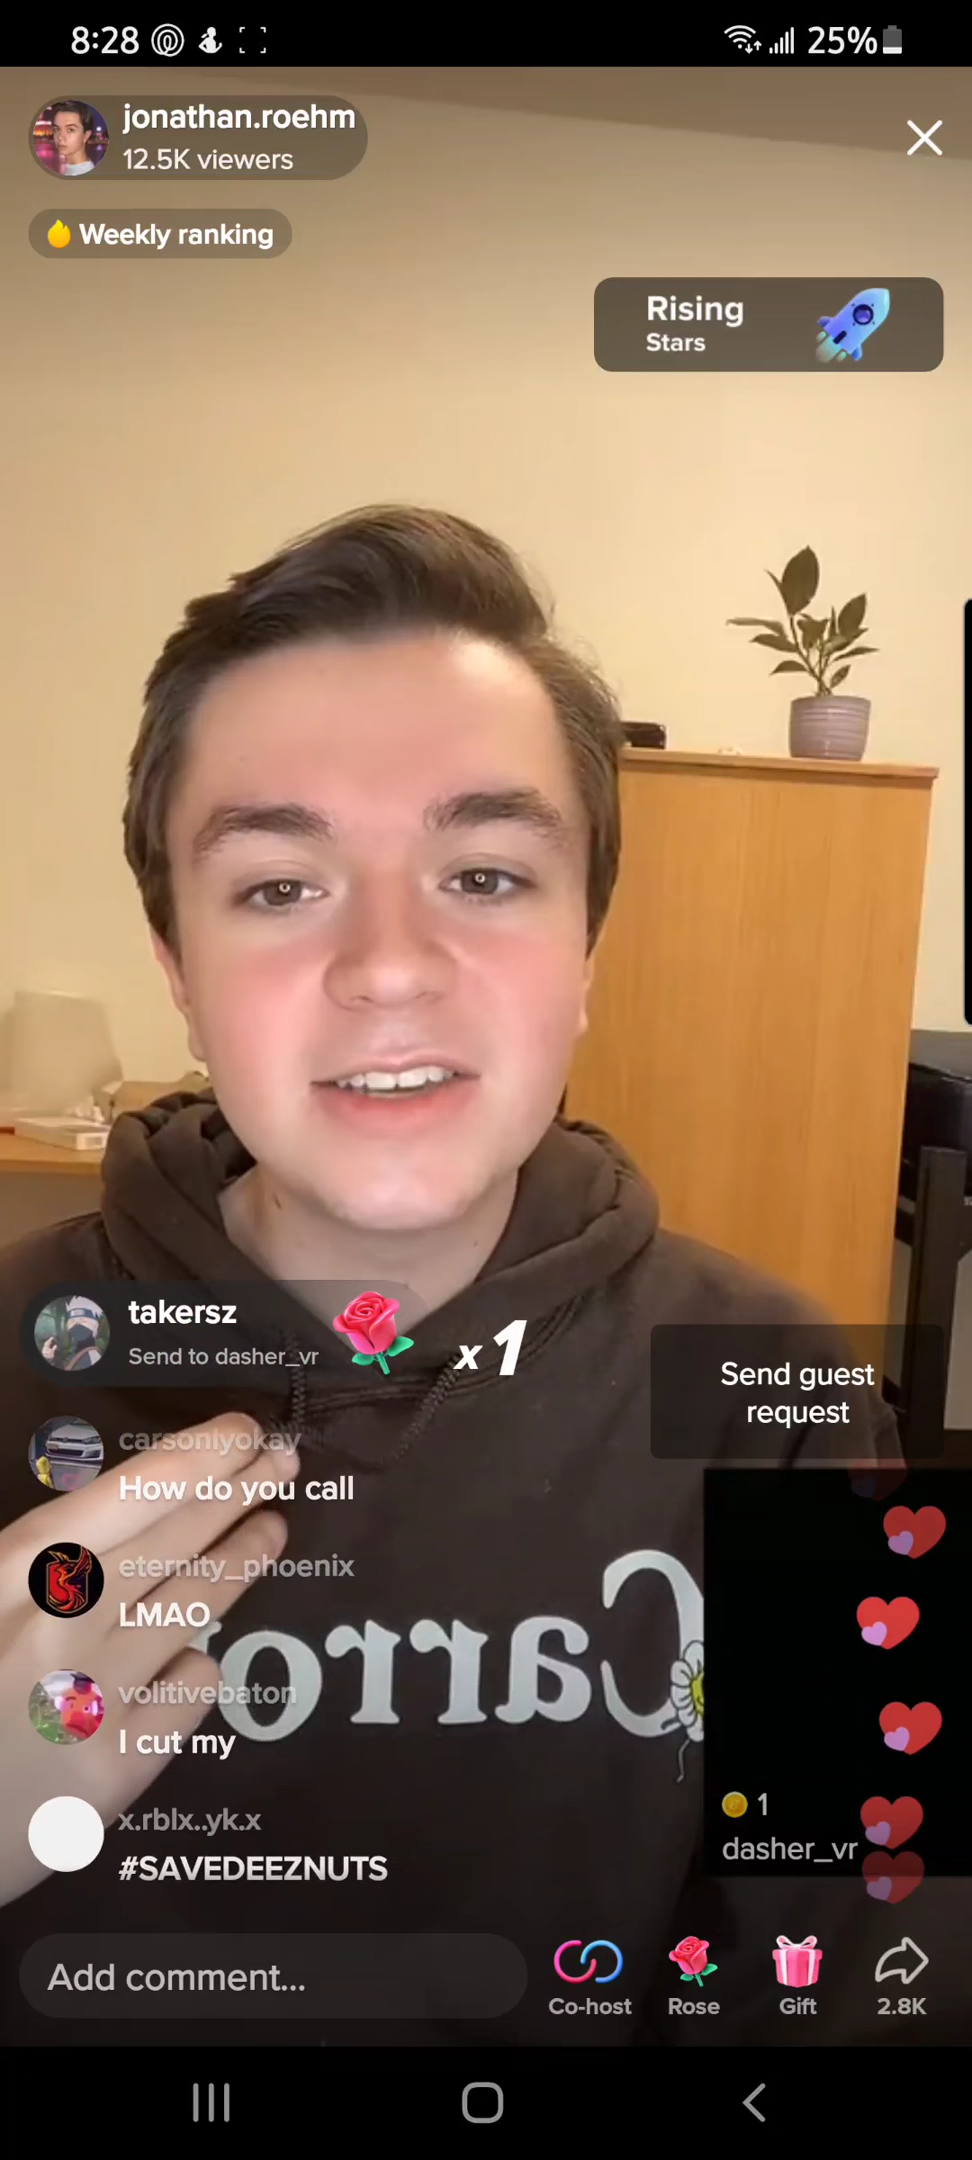 8:28
25%
jonathan.roehm
12.5K viewers
Weekly ranking
Rising
Stars
takersz
Send to dasher_vr
x1
Send guest
request
carsonlyokay
How do you call
eternity_phoenix
LMAO
Carro
volitivebaton
I cut my
1
x.rblx..yk.x
dasher_vr
#SAVEDEEZNUTS
Add comment...
Co-host
Rose
Gift
2.8K